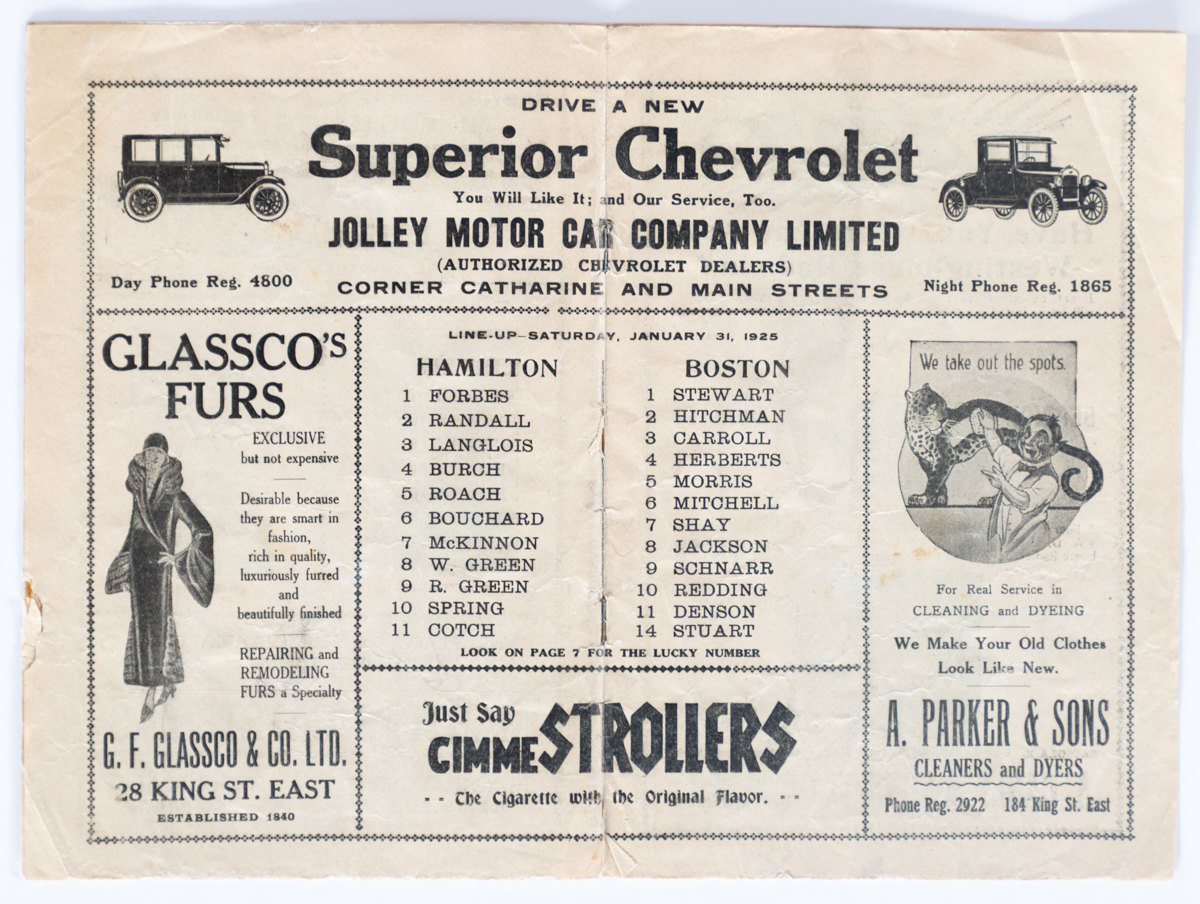 DRIVE A NEW
Superior Chevrolet
You Will Like It; and Our Service, Too.
JOLLEY MOTOR CAR COMPANY LIMITED
(AUTHORIZED CHEVROLET DEALERS)
Day Phone Reg. 4800
CORNER CATHARINE AND MAIN STREETS
Night Phone Reg. 1865
GLASSCO'S
FURS
EXCLUSIVE
but not expensive
Desirable because
they are smart in
fashion,
rich in quality,
luxuriously furred
and
beautifully finished
REPAIRING and
REMODELING
FURS a Specialty
G. F. GLASSCO & CO. LTD.
28 KING ST. EAST
ESTABLISHED 1840
LINE-UP—SATURDAY, JANUARY 31, 1925
HAMILTON
1 FORBES
2 RANDALL
3 LANGLOIS
4 BURCH
5 ROACH
6 BOUCHARD
7 McKINNON
8 W. GREEN
9 R. GREEN
10 SPRING
11 COTCH
BOSTON
1 STEWART
2 HITCHMAN
3 CARROLL
4 HERBERTS
5 MORRIS
6 MITCHELL
7 SHAY
8 JACKSON
9 SCHNARR
10 REDDING
11 DENSON
14 STUART
LOOK ON PAGE 7 FOR THE LUCKY NUMBER
Just Say
GIMME STROLLERS
-- The Cigarette with the Original Flavor. --
We take out the spots.
For Real Service in
CLEANING and DYEING
We Make Your Old Clothes
Look Like New.
A. PARKER & SONS
CLEANERS and DYERS
Phone Reg. 2922 184 King St. East